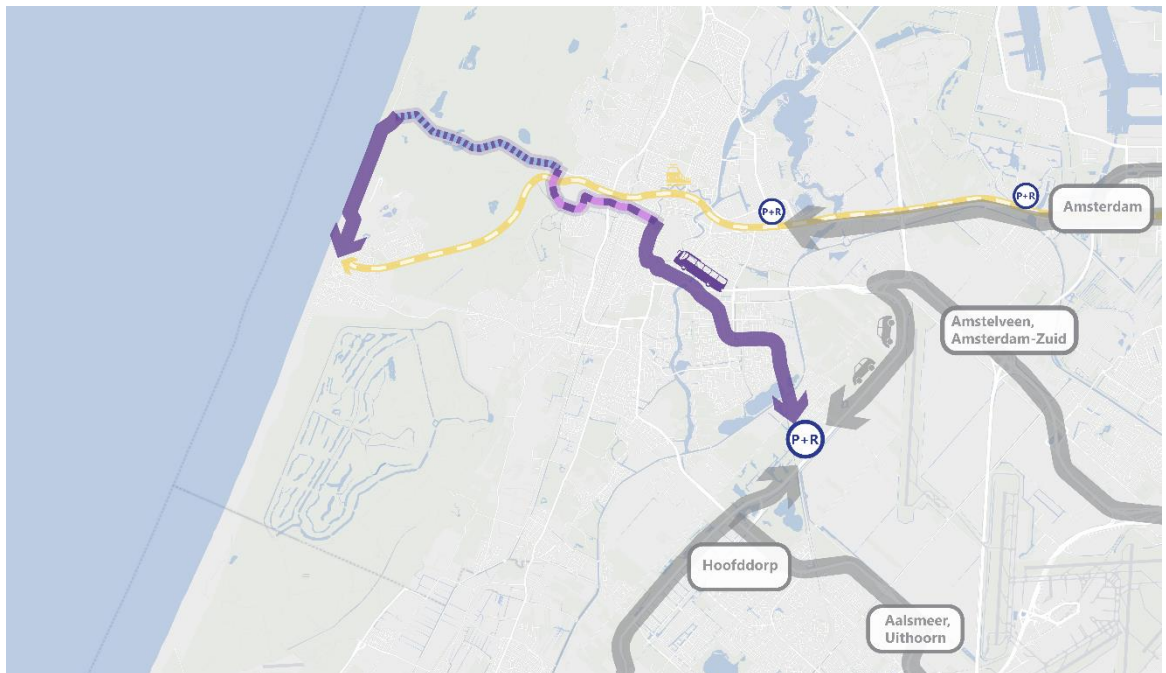 P+R
P+R
Amsterdam
Amstelveen,
Amsterdam-Zuid
P+R
Hoofddorp
Aalsmeer,
Uithoorn